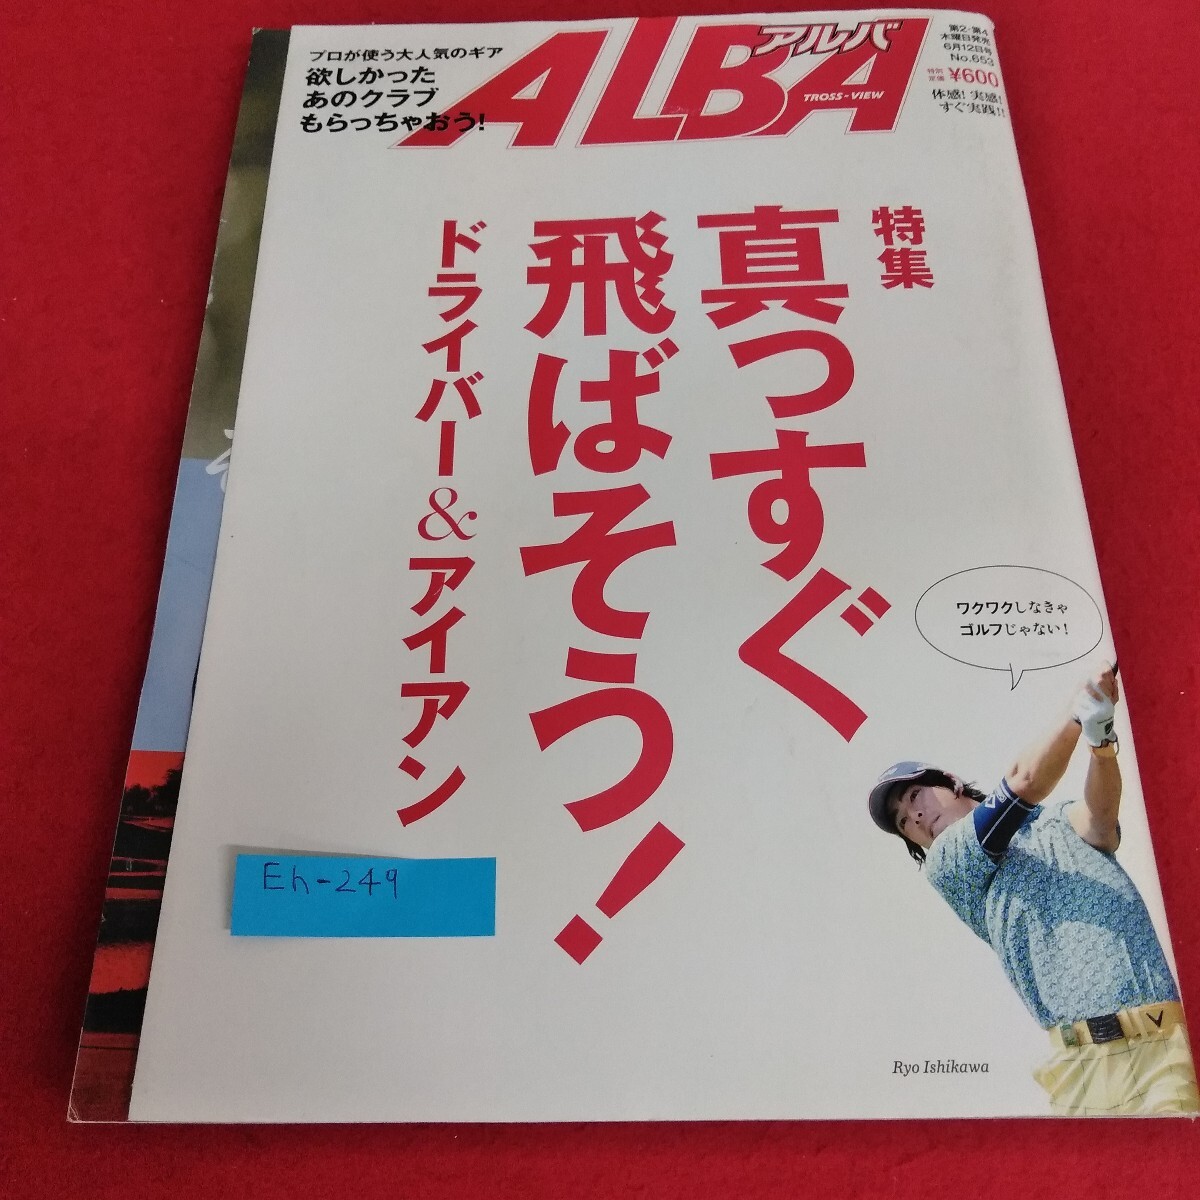 プロが使う大人気のギア
欲しかった
あのクラブ
もらっちゃおう!
ALBA
アルバ
TROSS-VIEW
第2・第4
木曜日発売
6月12日号
No.653
特別
定価 ¥600
体感! 実感!
すぐ実践!!
特集
真っすぐ
飛ばそう!
ドライバー&アイアン
ワクワクしなきゃ
ゴルフじゃない!
Eh-249
Ryo Ishikawa